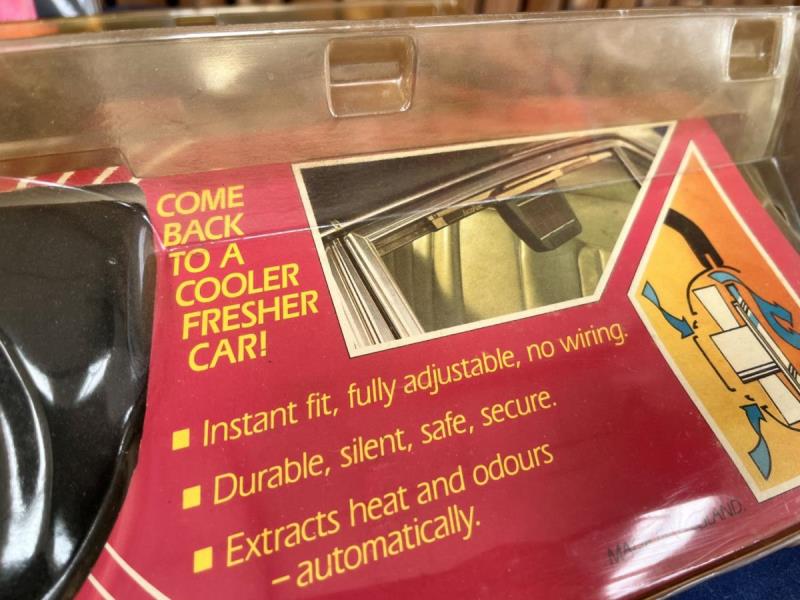 COME
BACK
TO A
COOLER
FRESHER
CAR!
■ Instant fit, fully adjustable, no wiring.
■ Durable, silent, safe, secure.
■ Extracts heat and odours
– automatically.